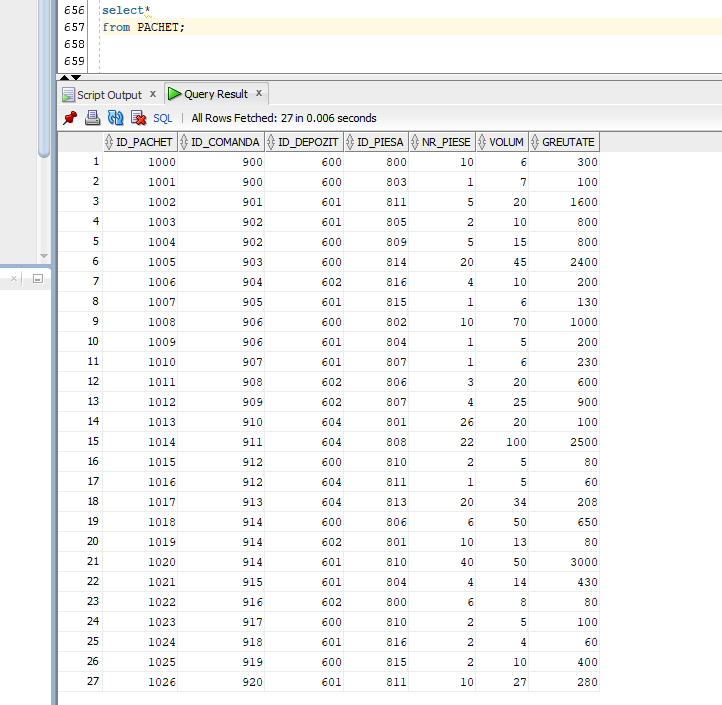 656 select*
657 from PACHET;
658
659
Script Output x Query Result x
SQL | All Rows Fetched: 27 in 0.006 seconds
ID_PACHET ID_COMANDA ID_DEPOZIT ID_PIESA NR_PIESE VOLUM GREUTATE
1 1000 900 600 800 10 6 300
2 1001 900 600 803 1 7 100
3 1002 901 601 811 5 20 1600
4 1003 902 601 805 2 10 800
5 1004 902 600 809 5 15 800
6 1005 903 600 814 20 45 2400
7 1006 904 602 816 4 10 200
8 1007 905 601 815 1 6 130
9 1008 906 600 802 10 70 1000
10 1009 906 601 804 1 5 200
11 1010 907 601 807 1 6 230
12 1011 908 602 806 3 20 600
13 1012 909 602 807 4 25 900
14 1013 910 604 801 26 20 100
15 1014 911 604 808 22 100 2500
16 1015 912 600 810 2 5 80
17 1016 912 604 811 1 5 60
18 1017 913 604 813 20 34 208
19 1018 914 600 806 6 50 650
20 1019 914 602 801 10 13 80
21 1020 914 601 810 40 50 3000
22 1021 915 601 804 4 14 430
23 1022 916 602 800 6 8 80
24 1023 917 600 810 2 5 100
25 1024 918 601 816 2 4 60
26 1025 919 600 815 2 10 400
27 1026 920 601 811 10 27 280